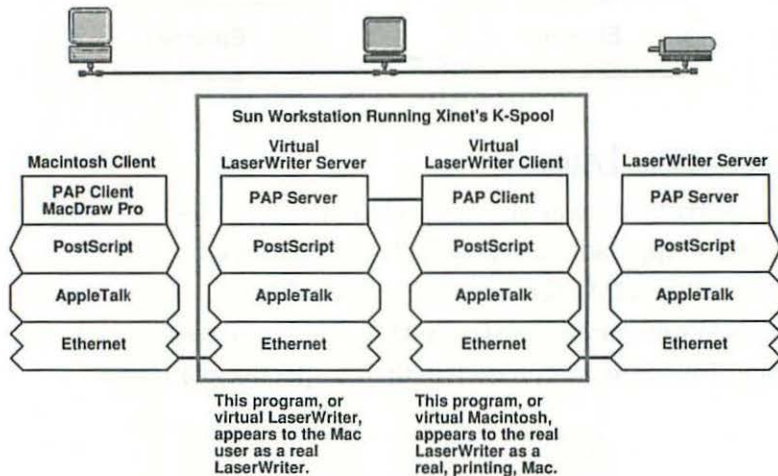 Sun Workstation Running Xinet's K-Spool
Macintosh Client
Virtual
LaserWriter Server
Virtual
LaserWriter Client
LaserWriter Server
PAP Client
MacDraw Pro
PAP Server
PAP Client
PAP Server
PostScript
PostScript
PostScript
PostScript
AppleTalk
AppleTalk
AppleTalk
AppleTalk
Ethernet
Ethernet
Ethernet
Ethernet
This program, or
virtual LaserWriter,
appears to the Mac
user as a real
LaserWriter.
This program, or
virtual Macintosh,
appears to the real
LaserWriter as a
real, printing, Mac.